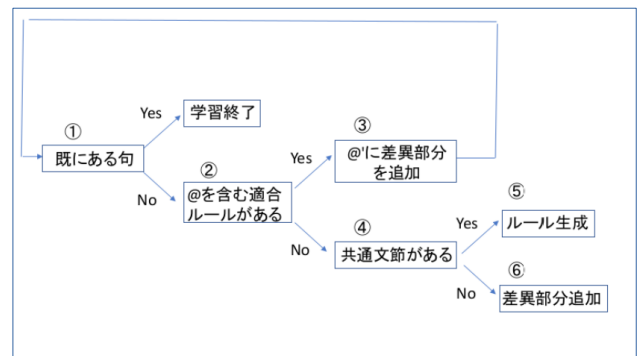 ①
既にある句
Yes
学習終了
No
②
@を含む適合
ルールがある
Yes
③
@'に差異部分
を追加
No
④
共通文節がある
Yes
⑤
ルール生成
No
⑥
差異部分追加